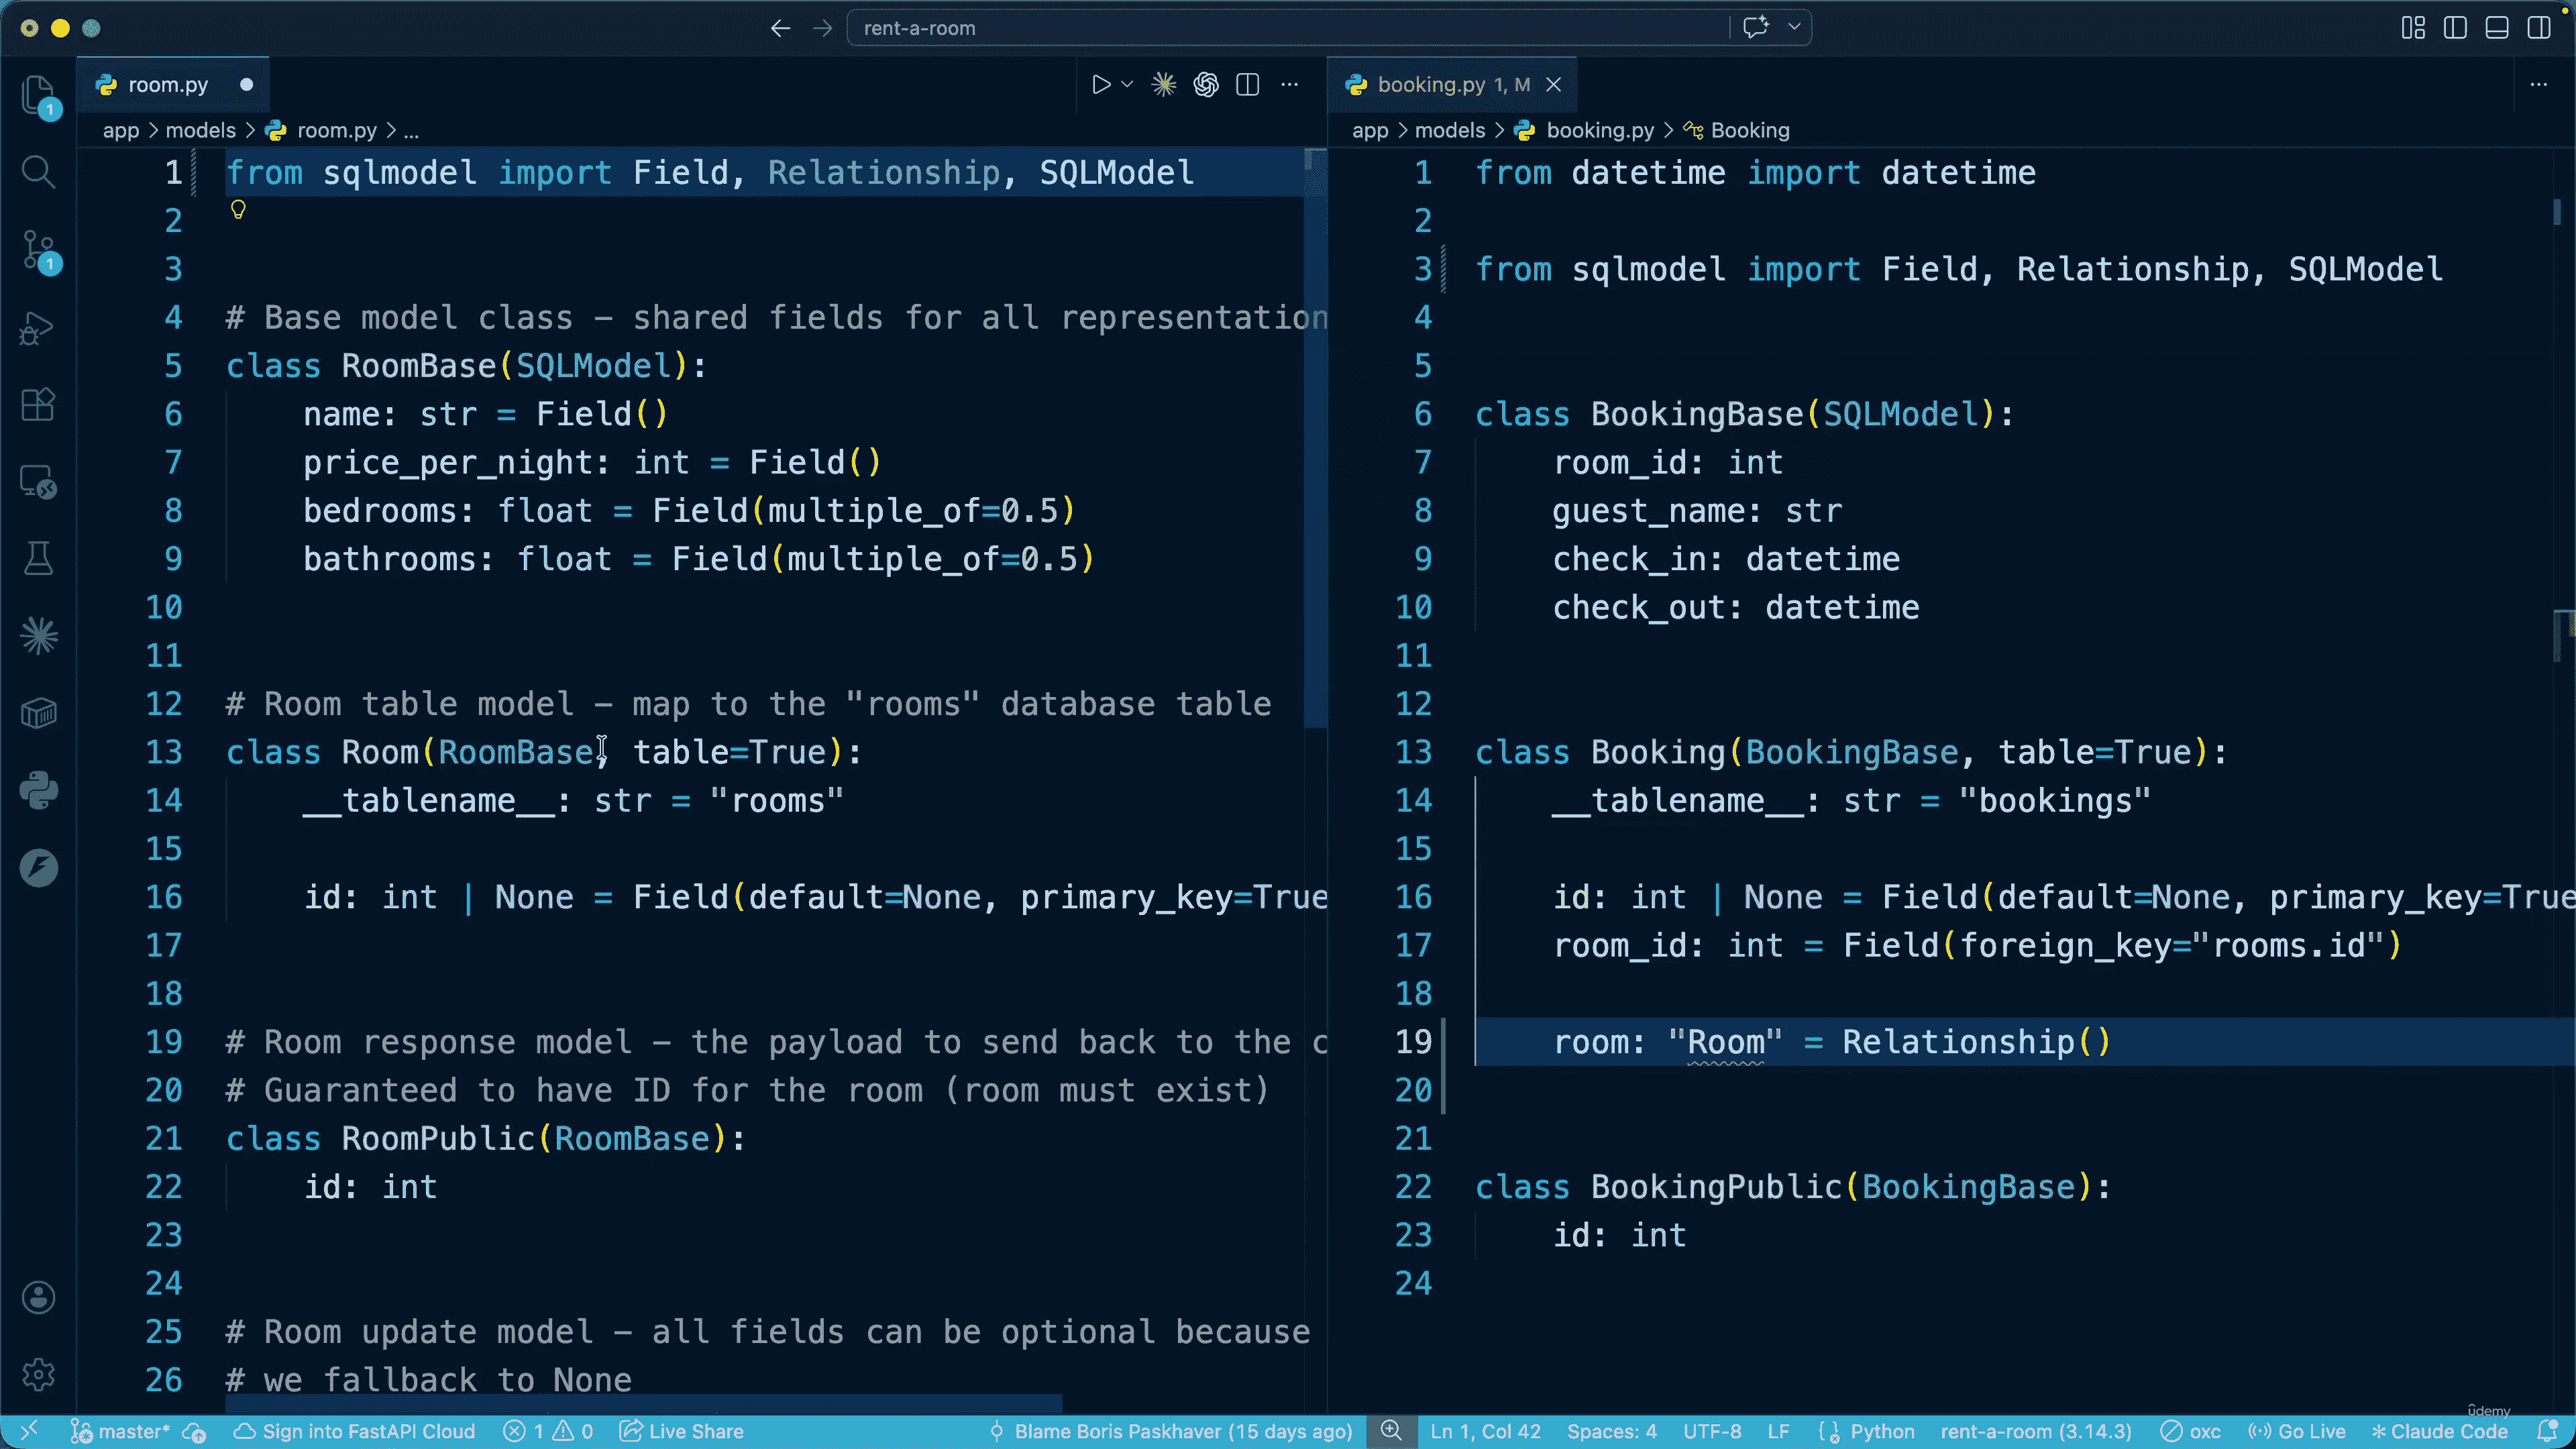 rent-a-room
room.py
app > models > room.py > ...
1 from sqlmodel import Field, Relationship, SQLModel
2
3
4 # Base model class – shared fields for all representation
5 class RoomBase(SQLModel):
6 name: str = Field()
7 price_per_night: int = Field()
8 bedrooms: float = Field(multiple_of=0.5)
9 bathrooms: float = Field(multiple_of=0.5)
10
11
12 # Room table model – map to the "rooms" database table
13 class Room(RoomBase, table=True):
14 __tablename__: str = "rooms"
15
16 id: int | None = Field(default=None, primary_key=True
17
18
19 # Room response model – the payload to send back to the c
20 # Guaranteed to have ID for the room (room must exist)
21 class RoomPublic(RoomBase):
22 id: int
23
24
25 # Room update model – all fields can be optional because
26 # we fallback to None
booking.py 1, M
app > models > booking.py > Booking
1 from datetime import datetime
2
3 from sqlmodel import Field, Relationship, SQLModel
4
5
6 class BookingBase(SQLModel):
7 room_id: int
8 guest_name: str
9 check_in: datetime
10 check_out: datetime
11
12
13 class Booking(BookingBase, table=True):
14 __tablename__: str = "bookings"
15
16 id: int | None = Field(default=None, primary_key=True
17 room_id: int = Field(foreign_key="rooms.id")
18
19 room: "Room" = Relationship()
20
21
22 class BookingPublic(BookingBase):
23 id: int
24
1
1
ûdemy
master* Sign into FastAPI Cloud 1 0 Live Share Blame Boris Paskhaver (15 days ago) Ln 1, Col 42 Spaces: 4 UTF-8 LF Python rent-a-room (3.14.3) oxc Go Live Claude Code